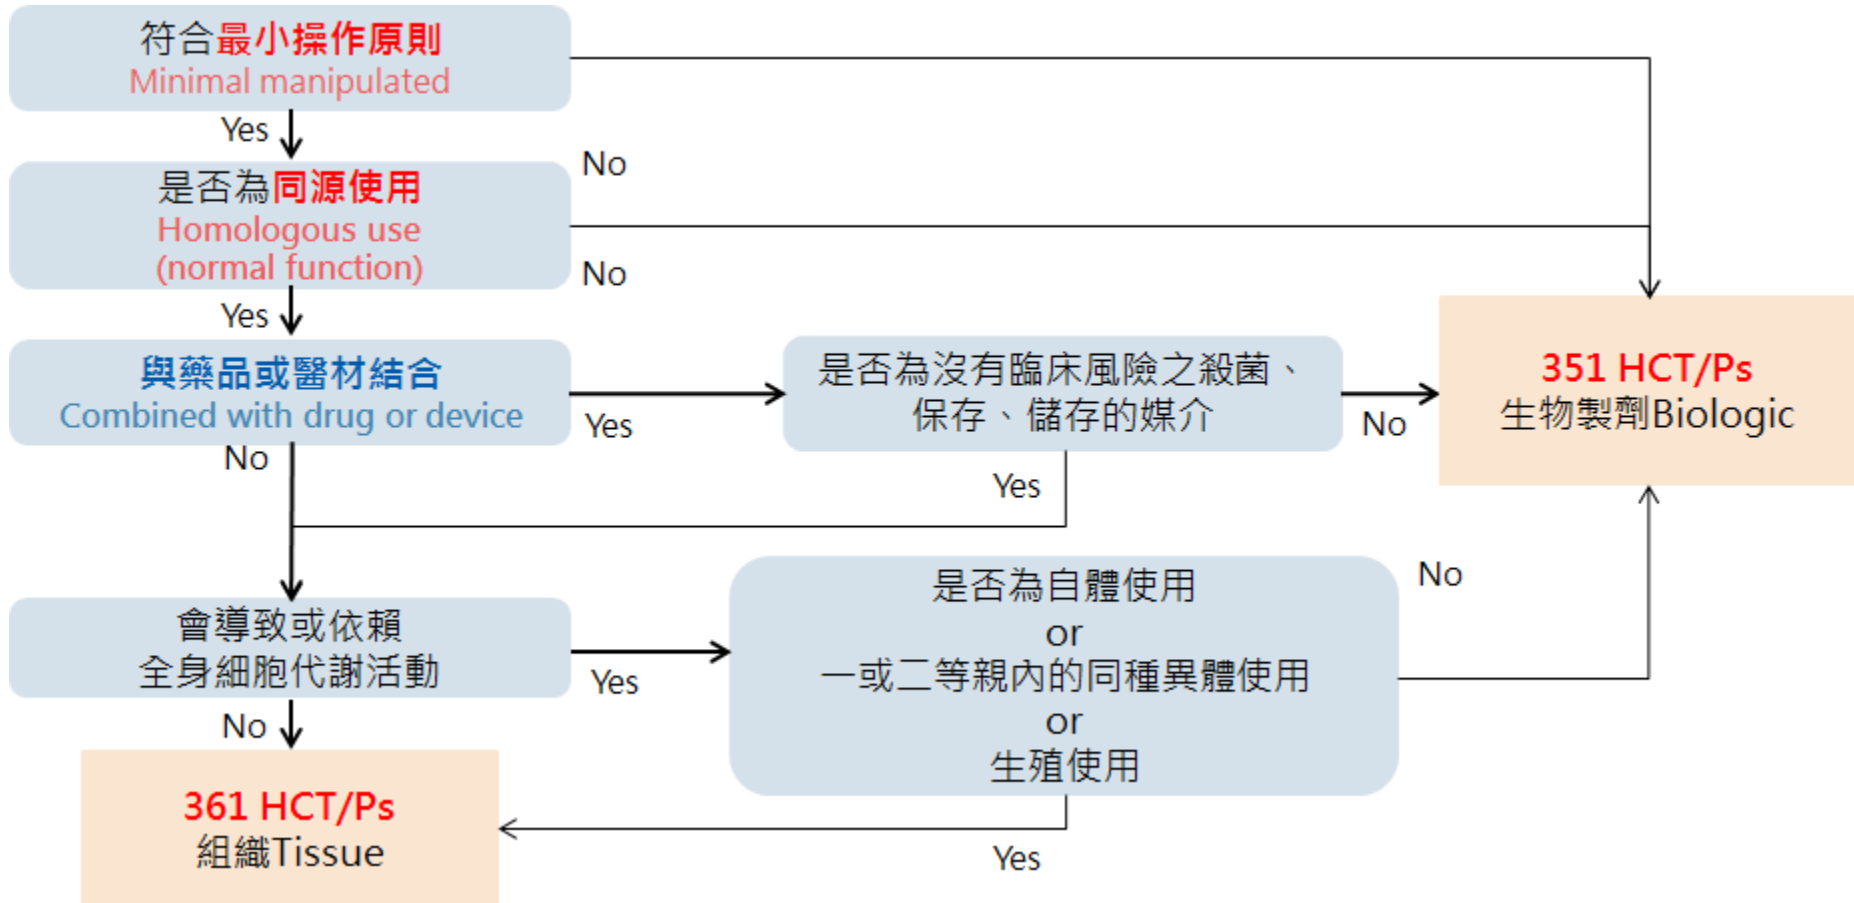 符合最小操作原則
Minimal manipulated
Yes
No
是否為同源使用
Homologous use
(normal function)
No
Yes
與藥品或醫材結合
Combined with drug or device
Yes
No
是否為沒有臨床風險之殺菌、
保存、儲存的媒介
No
Yes
351 HCT/Ps
生物製劑Biologic
會導致或依賴
全身細胞代謝活動
Yes
No
是否為自體使用
or
一或二等親內的同種異體使用
or
生殖使用
No
Yes
361 HCT/Ps
組織Tissue